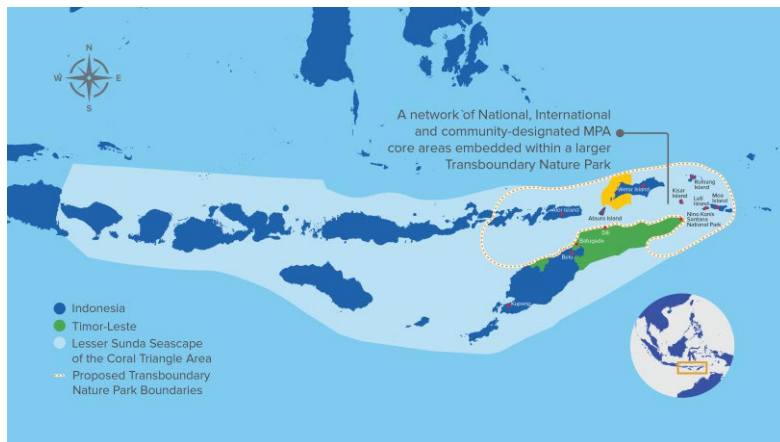 N
W
E
S
A network of National, International
and community-designated MPA
core areas embedded within a larger
Transboundary Nature Park
Wetar Island
Romang
Island
Kisar
Island
Leti
Island
Moa
Island
Alor Island
Atauro Island
Nino Konis
Santana
National Park
Dili
Batugade
Belu
Kupang
Indonesia
Timor-Leste
Lesser Sunda Seascape
of the Coral Triangle Area
Proposed Transboundary
Nature Park Boundaries